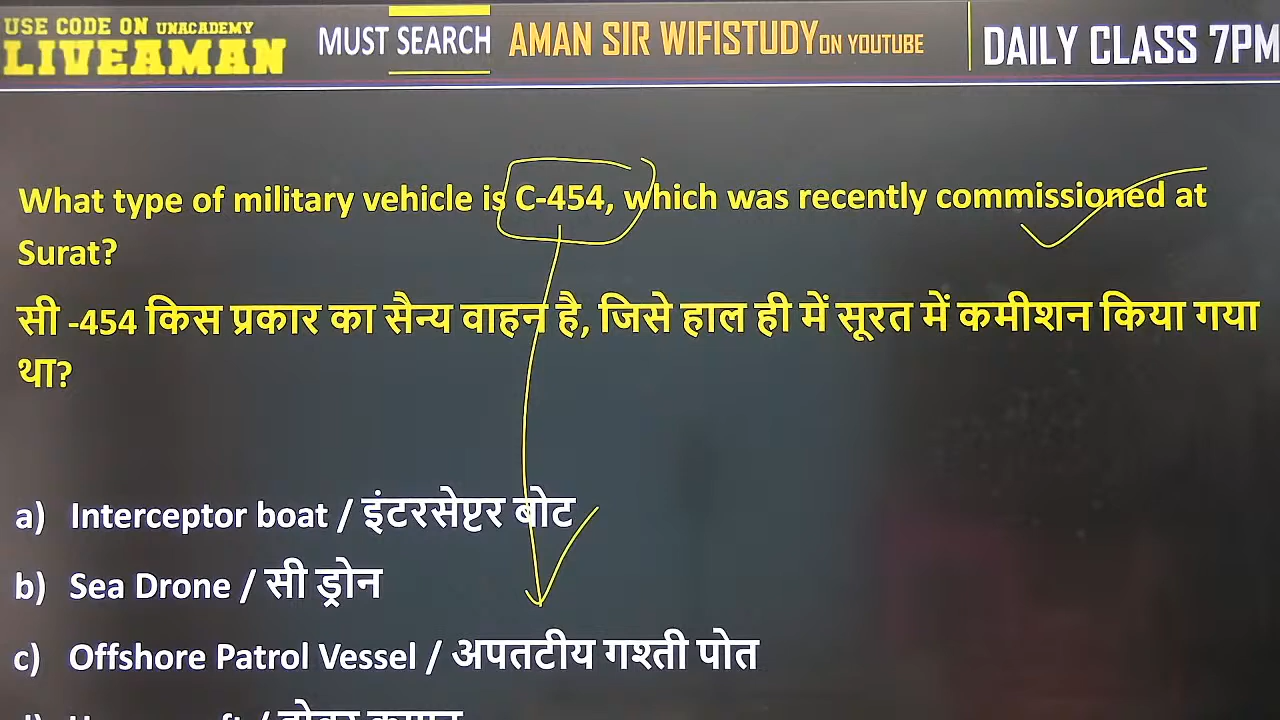 USE CODE ON UNACADEMY
LIVEAMAN
MUST SEARCH
AMAN SIR WIFISTUDY ON YOUTUBE
DAILY CLASS 7PM
What type of military vehicle is C-454, which was recently commissioned at
Surat?
सी -454 किस प्रकार का सैन्य वाहन है, जिसे हाल ही में सूरत में कमीशन किया गया
था?
a) Interceptor boat / इंटरसेप्टर बोट
b) Sea Drone / सी ड्रोन
c) Offshore Patrol Vessel / अपतटीय गश्ती पोत